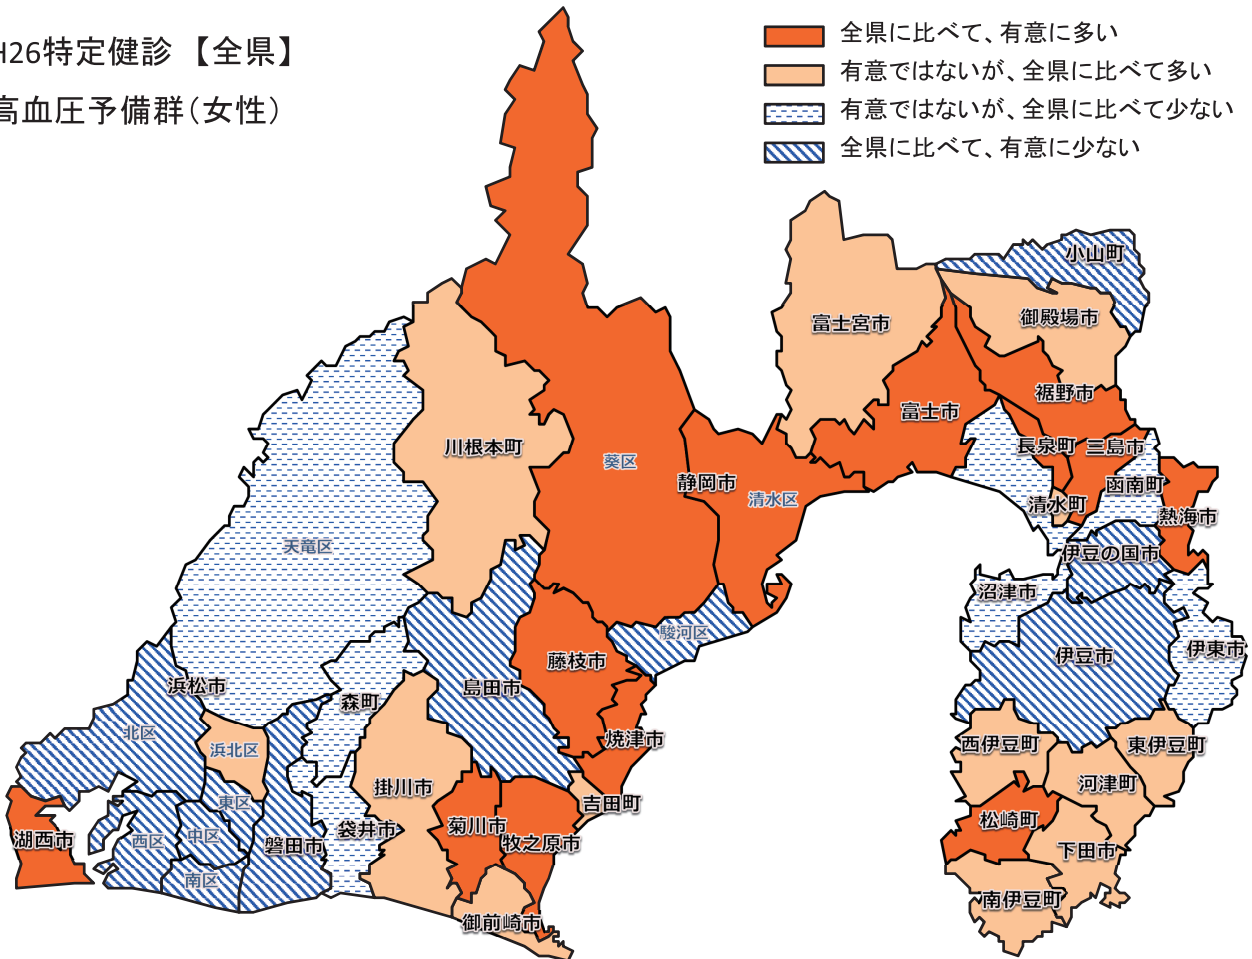 H26特定健診 【全県】
高血圧予備群(女性)
全県に比べて、有意に多い
有意ではないが、全県に比べて多い
有意ではないが、全県に比べて少ない
全県に比べて、有意に少ない
小山町
御殿場市
富士宮市
裾野市
富士市
川根本町
長泉町
三島市
葵区
静岡市
清水区
函南町
清水町
熱海市
天竜区
伊豆の国市
沼津市
駿河区
伊東市
伊豆市
藤枝市
浜松市
島田市
森町
北区
浜北区
焼津市
西伊豆町
東伊豆町
掛川市
河津町
東区
吉田町
湖西市
西区
中区
磐田市
袋井市
菊川市
牧之原市
松崎町
下田市
南区
御前崎市
南伊豆町